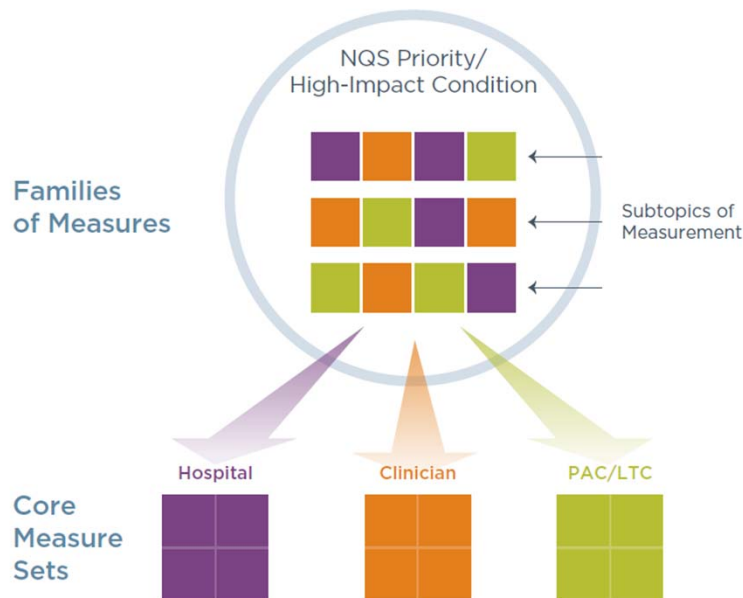 NQS Priority/
High-Impact Condition
Families
of Measures
Subtopics of
Measurement
Hospital
Clinician
PAC/LTC
Core
Measure
Sets